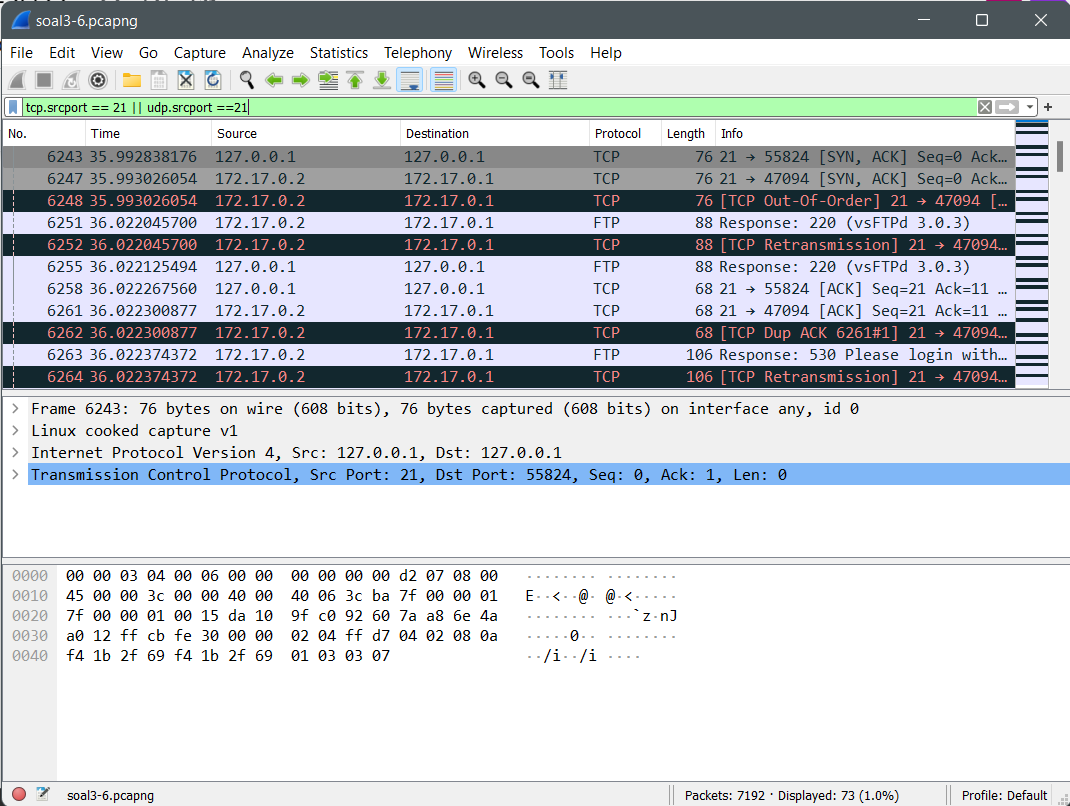 soal3-6.pcapng
File Edit View Go Capture Analyze Statistics Telephony Wireless Tools Help
tcp.srcport == 21 || udp.srcport ==21
No. Time Source Destination Protocol Length Info
6243 35.992838176 127.0.0.1 127.0.0.1 TCP 76 21 → 55824 [SYN, ACK] Seq=0 Ack…
6247 35.993026054 172.17.0.2 172.17.0.1 TCP 76 21 → 47094 [SYN, ACK] Seq=0 Ack…
6248 35.993026054 172.17.0.2 172.17.0.1 TCP 76 [TCP Out-Of-Order] 21 → 47094 […
6251 36.022045700 172.17.0.2 172.17.0.1 FTP 88 Response: 220 (vsFTPd 3.0.3)
6252 36.022045700 172.17.0.2 172.17.0.1 TCP 88 [TCP Retransmission] 21 → 47094…
6255 36.022125494 127.0.0.1 127.0.0.1 FTP 88 Response: 220 (vsFTPd 3.0.3)
6258 36.022267560 127.0.0.1 127.0.0.1 TCP 68 21 → 55824 [ACK] Seq=21 Ack=11 …
6261 36.022300877 172.17.0.2 172.17.0.1 TCP 68 21 → 47094 [ACK] Seq=21 Ack=11 …
6262 36.022300877 172.17.0.2 172.17.0.1 TCP 68 [TCP Dup ACK 6261#1] 21 → 47094…
6263 36.022374372 172.17.0.2 172.17.0.1 FTP 106 Response: 530 Please login with…
6264 36.022374372 172.17.0.2 172.17.0.1 TCP 106 [TCP Retransmission] 21 → 47094…
Frame 6243: 76 bytes on wire (608 bits), 76 bytes captured (608 bits) on interface any, id 0
Linux cooked capture v1
Internet Protocol Version 4, Src: 127.0.0.1, Dst: 127.0.0.1
Transmission Control Protocol, Src Port: 21, Dst Port: 55824, Seq: 0, Ack: 1, Len: 0
0000 00 00 03 04 00 06 00 00 00 00 00 00 d2 07 08 00 ········ ········
0010 45 00 00 3c 00 00 40 00 40 06 3c ba 7f 00 00 01 E··<··@· @·<·····
0020 7f 00 00 01 00 15 da 10 9f c0 92 60 7a a8 6e 4a ········ ···`z·nJ
0030 a0 12 ff cb fe 30 00 00 02 04 ff d7 04 02 08 0a ·····0·· ········
0040 f4 1b 2f 69 f4 1b 2f 69 01 03 03 07 ··/i··/i ····
soal3-6.pcapng Packets: 7192 · Displayed: 73 (1.0%) Profile: Default